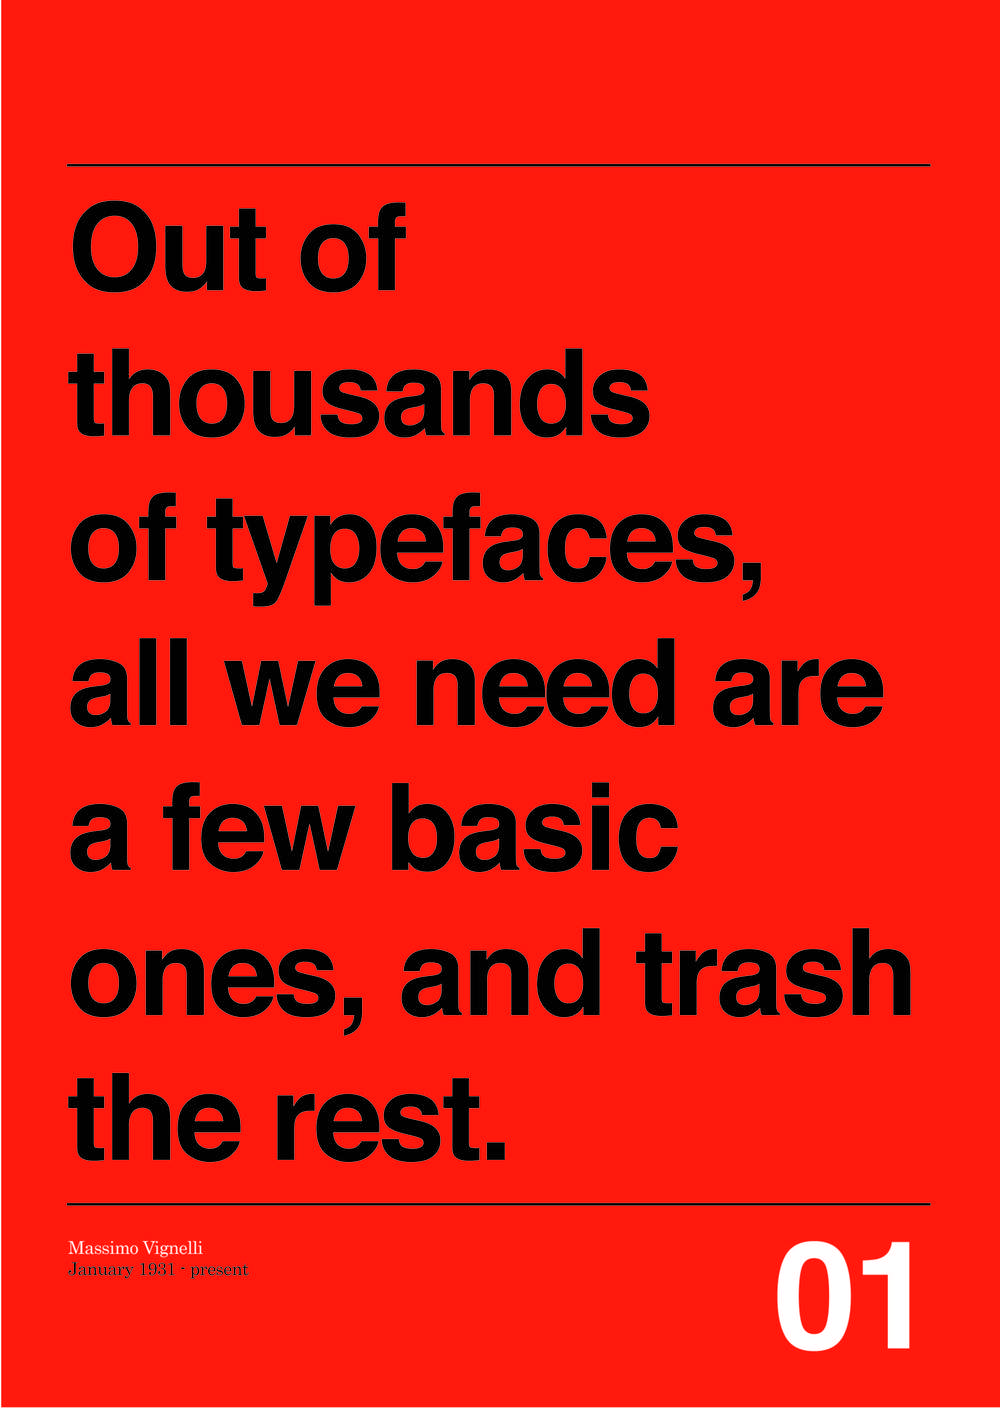 Out of
thousands
of typefaces,
all we need are
a few basic
ones, and trash
the rest.
Massimo Vignelli
January 1931 - present
01